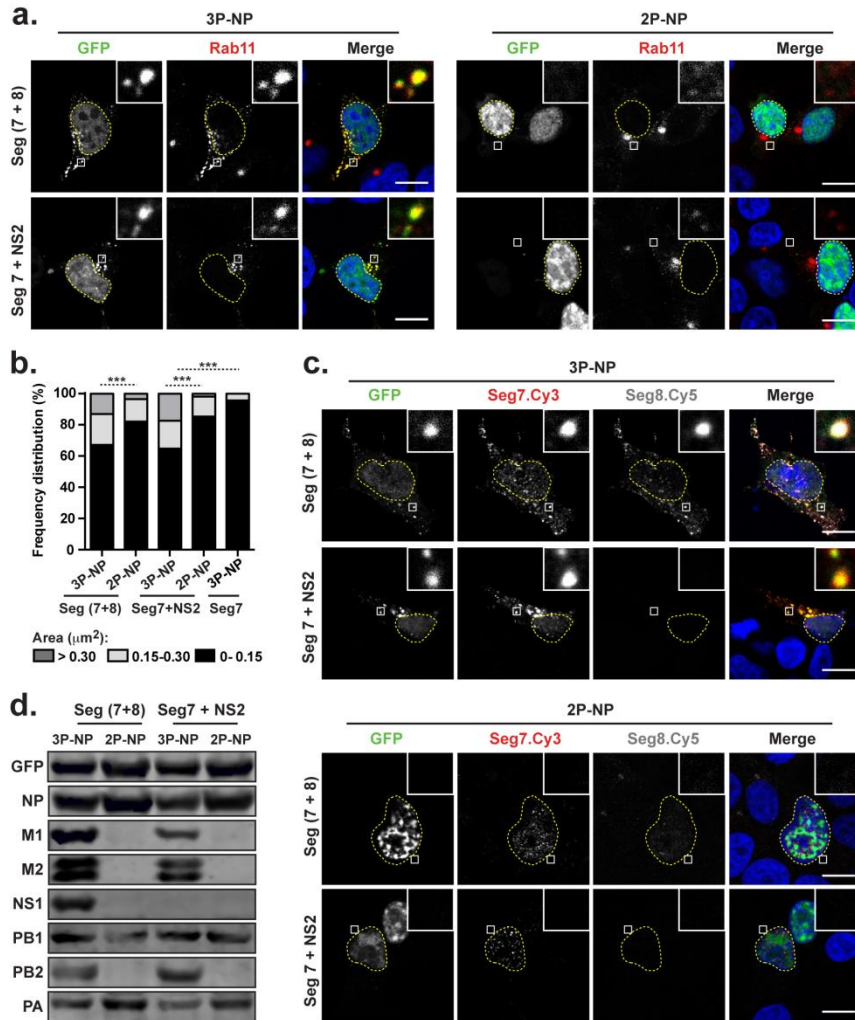 a.
3P-NP
2P-NP
GFP Rab11 Merge
GFP Rab11 Merge
Seg (7 + 8)
Seg 7 + NS2
b.
*** *** ***
Frequency distribution (%)
100
80
60
40
20
0
3P-NP 2P-NP 3P-NP 2P-NP 3P-NP
Seg (7+8) Seg7+NS2 Seg7
Area (µm²):
> 0.30 0.15-0.30 0- 0.15
c.
3P-NP
GFP Seg7.Cy3 Seg8.Cy5 Merge
Seg (7 + 8)
Seg 7 + NS2
2P-NP
GFP Seg7.Cy3 Seg8.Cy5 Merge
Seg (7 + 8)
Seg 7 + NS2
d.
Seg (7+8) Seg7 + NS2
3P-NP 2P-NP 3P-NP 2P-NP
GFP
NP
M1
M2
NS1
PB1
PB2
PA